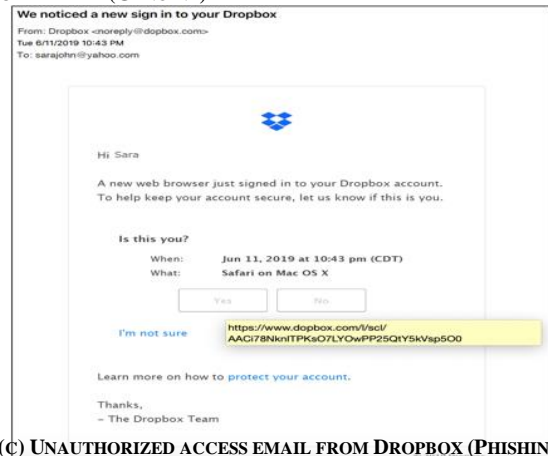 We noticed a new sign in to your Dropbox
From: Dropbox <noreply@dopbox.com>
Tue 6/11/2019 10:43 PM
To: sarajohn@yahoo.com
Hi Sara
A new web browser just signed in to your Dropbox account.
To help keep your account secure, let us know if this is you.
Is this you?
When: Jun 11, 2019 at 10:43 pm (CDT)
What: Safari on Mac OS X
Yes No
I'm not sure
https://www.dopbox.com/l/scl/
AACi78NknITPKsO7LYOwPP25QtY5kVsp5O0
Learn more on how to protect your account.
Thanks,
– The Dropbox Team
(C) UNAUTHORIZED ACCESS EMAIL FROM DROPBOX (PHISHIN